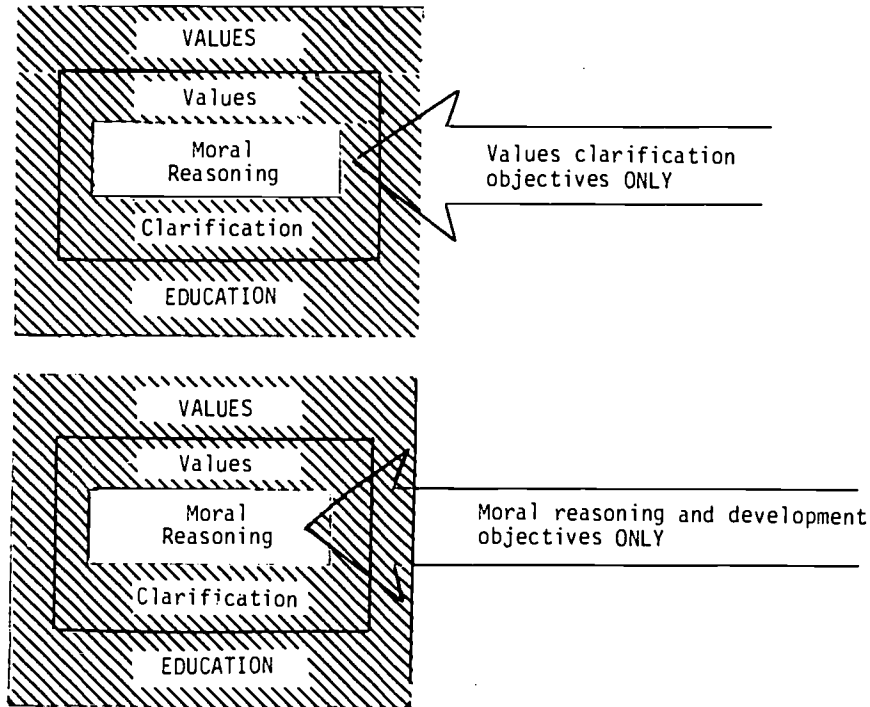 VALUES
Values
Moral
Reasoning
Clarification
EDUCATION
Values clarification
objectives ONLY
VALUES
Values
Moral
Reasoning
Clarification
EDUCATION
Moral reasoning and development
objectives ONLY